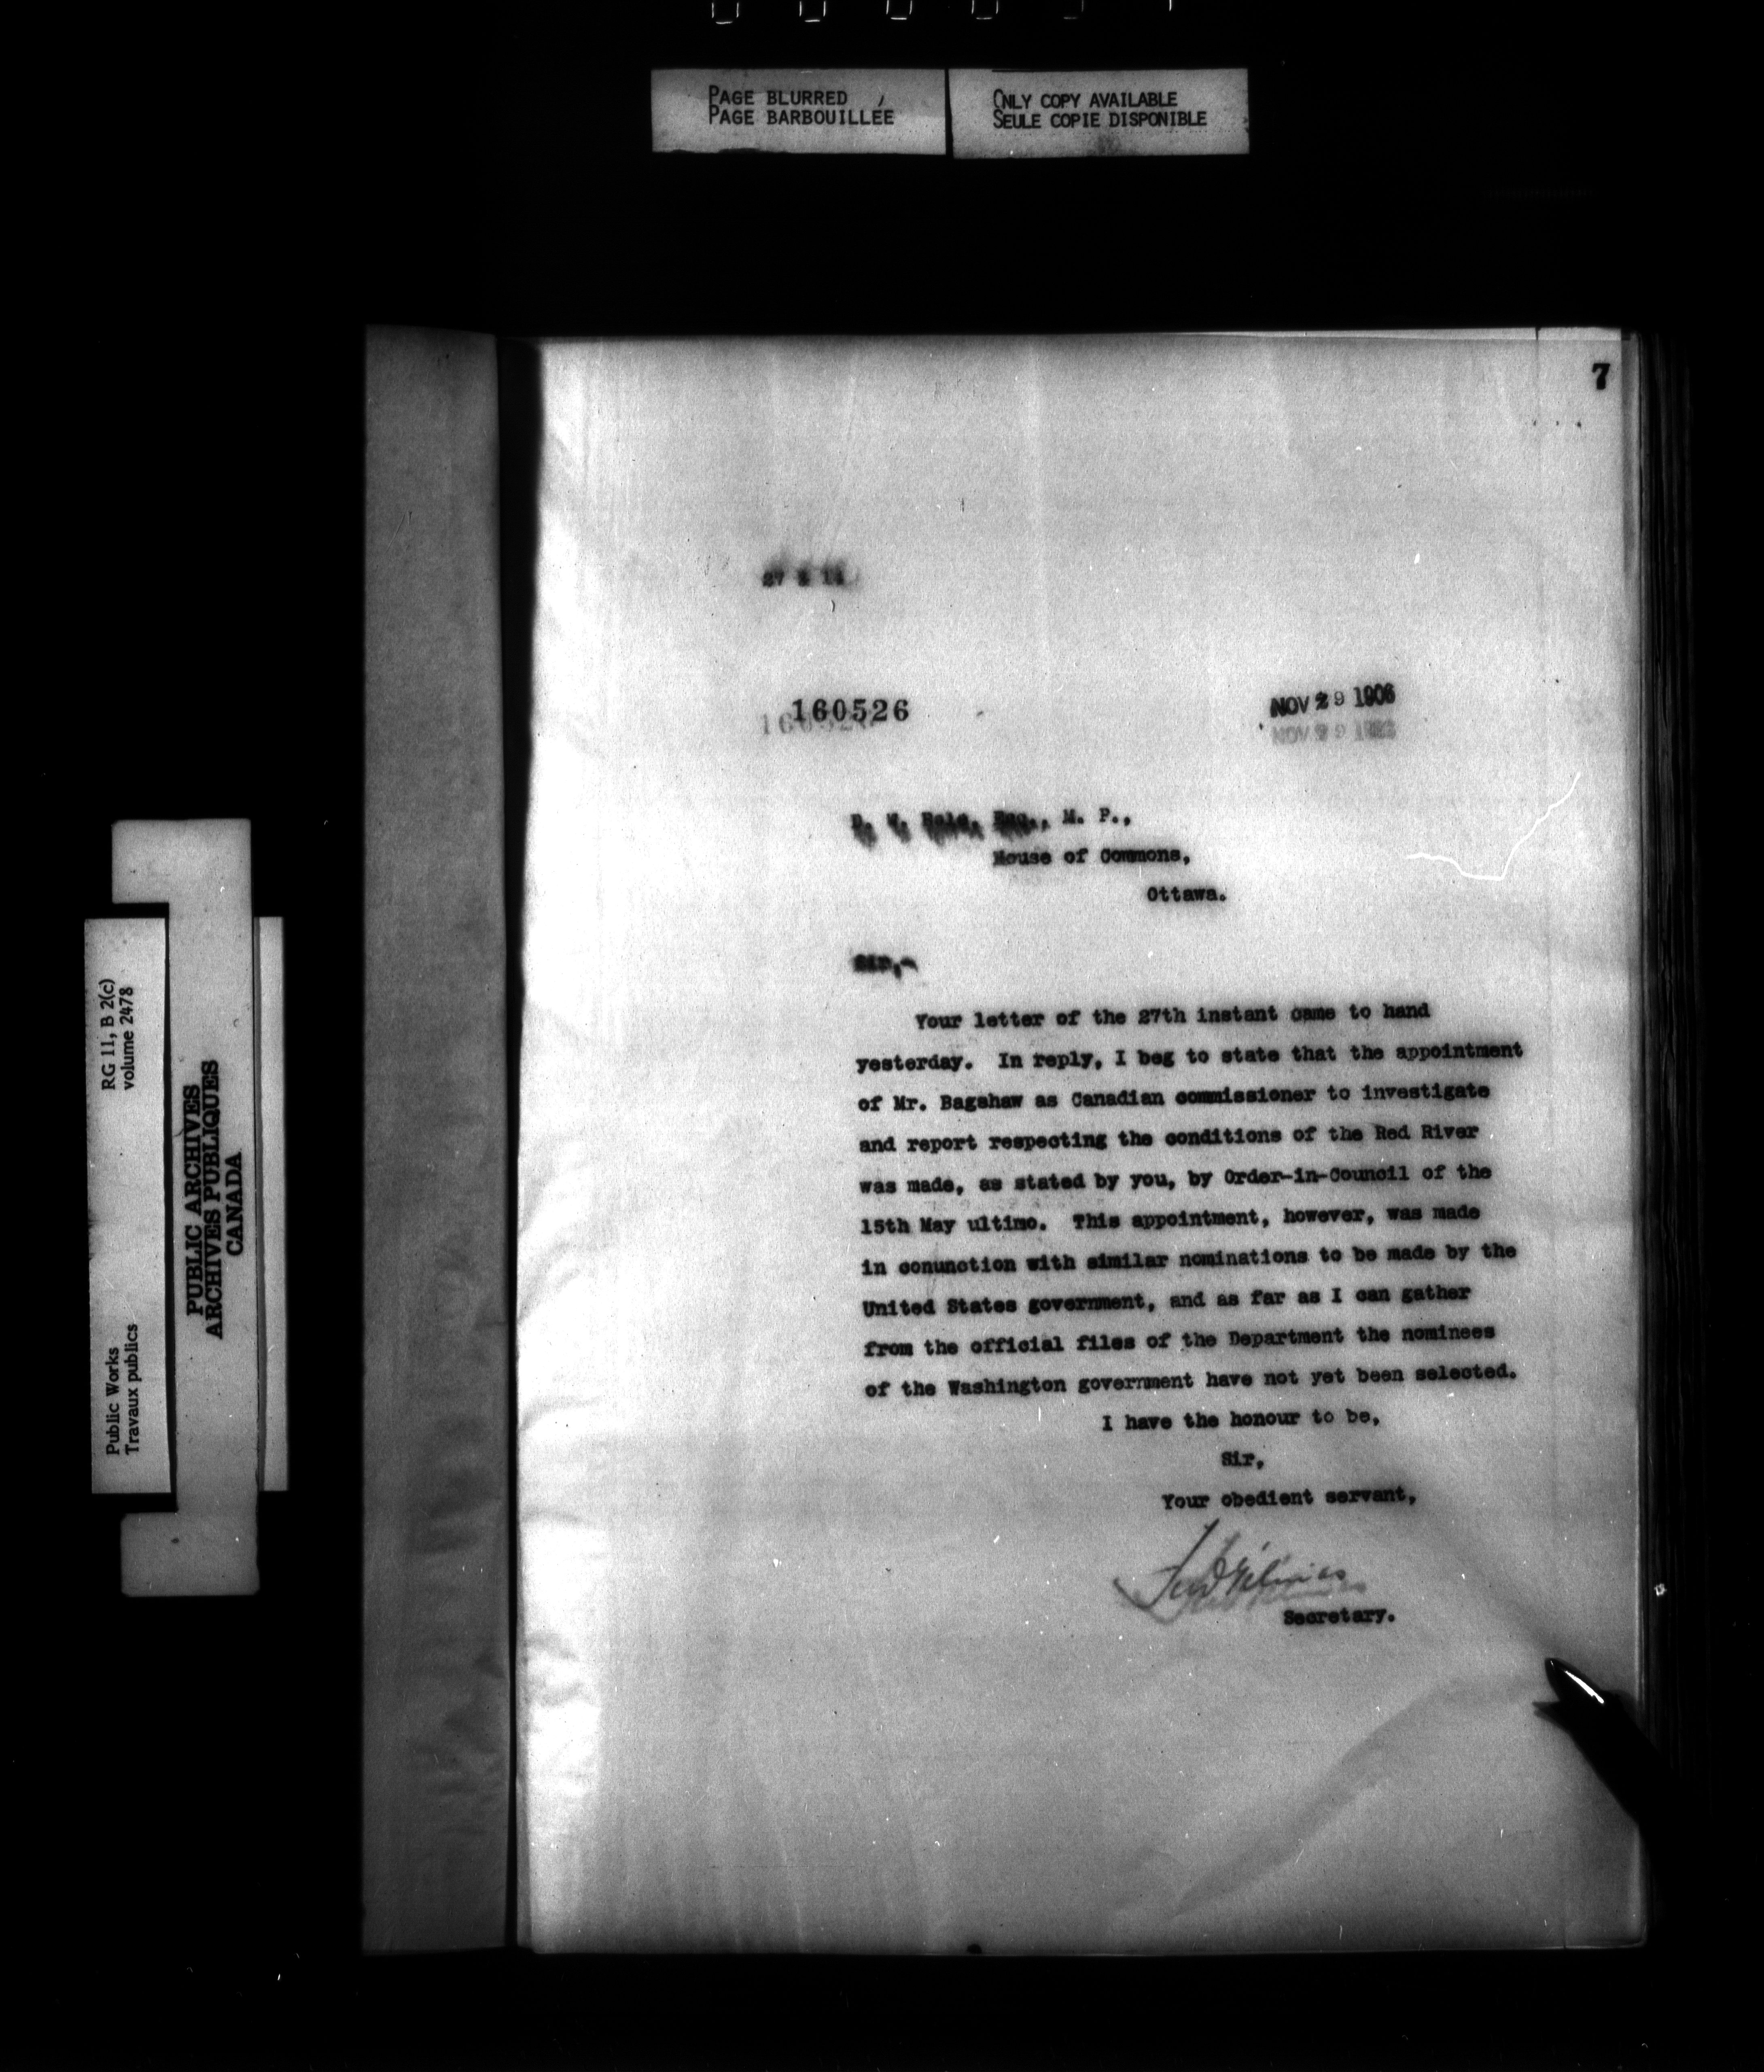 PAGE BLURRED
PAGE BARBOUILLÉE
ONLY COPY AVAILABLE
SEULE COPIE DISPONIBLE
7
160526
NOV 29 1906
Esq., M. P.,
House of Commons,
Ottawa.
Sir,-
Your letter of the 27th instant came to hand
yesterday. In reply, I beg to state that the appointment
of Mr. Bagshaw as Canadian commissioner to investigate
and report respecting the conditions of the Red River
was made, as stated by you, by Order-in-Council of the
15th May ultimo. This appointment, however, was made
in conunction with similar nominations to be made by the
United States government, and as far as I can gather
from the official files of the Department the nominees
of the Washington government have not yet been selected.
I have the honour to be,
Sir,
Your obedient servant,
Secretary.
RG 11, B 2(c)
volume 2478
PUBLIC ARCHIVES
ARCHIVES PUBLIQUES
CANADA
Public Works
Travaux publics